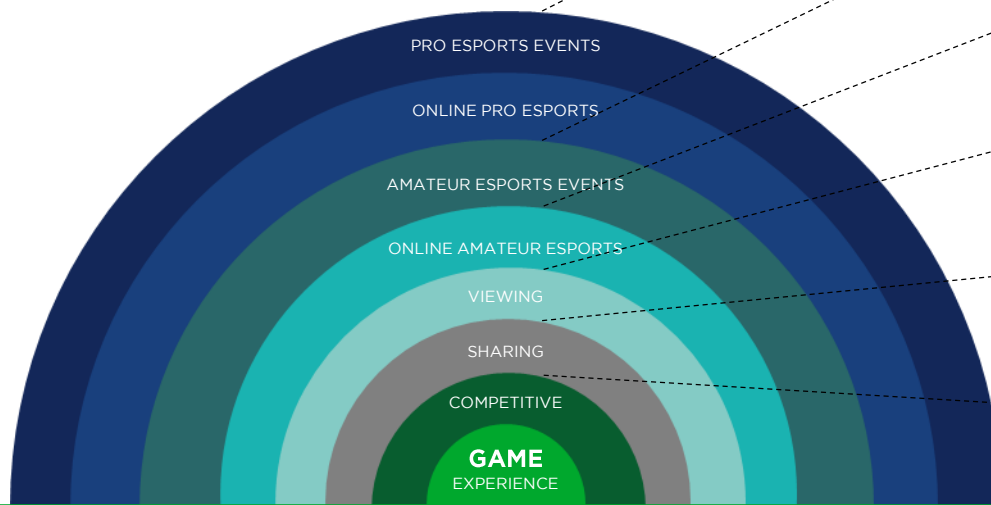 PRO ESPORTS EVENTS
ONLINE PRO ESPORTS
AMATEUR ESPORTS EVENTS
ONLINE AMATEUR ESPORTS
VIEWING
SHARING
COMPETITIVE
GAME
EXPERIENCE